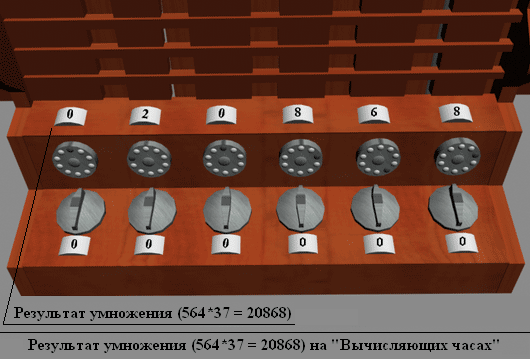 0 2 0 8 6 8
0 0 0 0 0 0
Результат умножения (564*37 = 20868)
Результат умножения (564*37 = 20868) на "Вычисляющих часах"